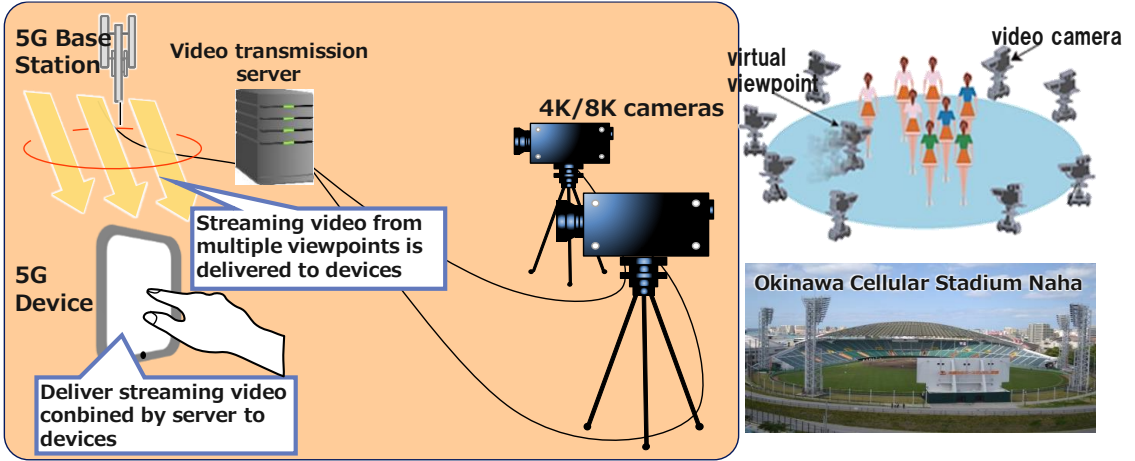 5G Base
Station
Video transmission
server
4K/8K cameras
Streaming video from
multiple viewpoints is
delivered to devices
5G
Device
Deliver streaming video
conbined by server to
devices
video camera
virtual
viewpoint
Okinawa Cellular Stadium Naha